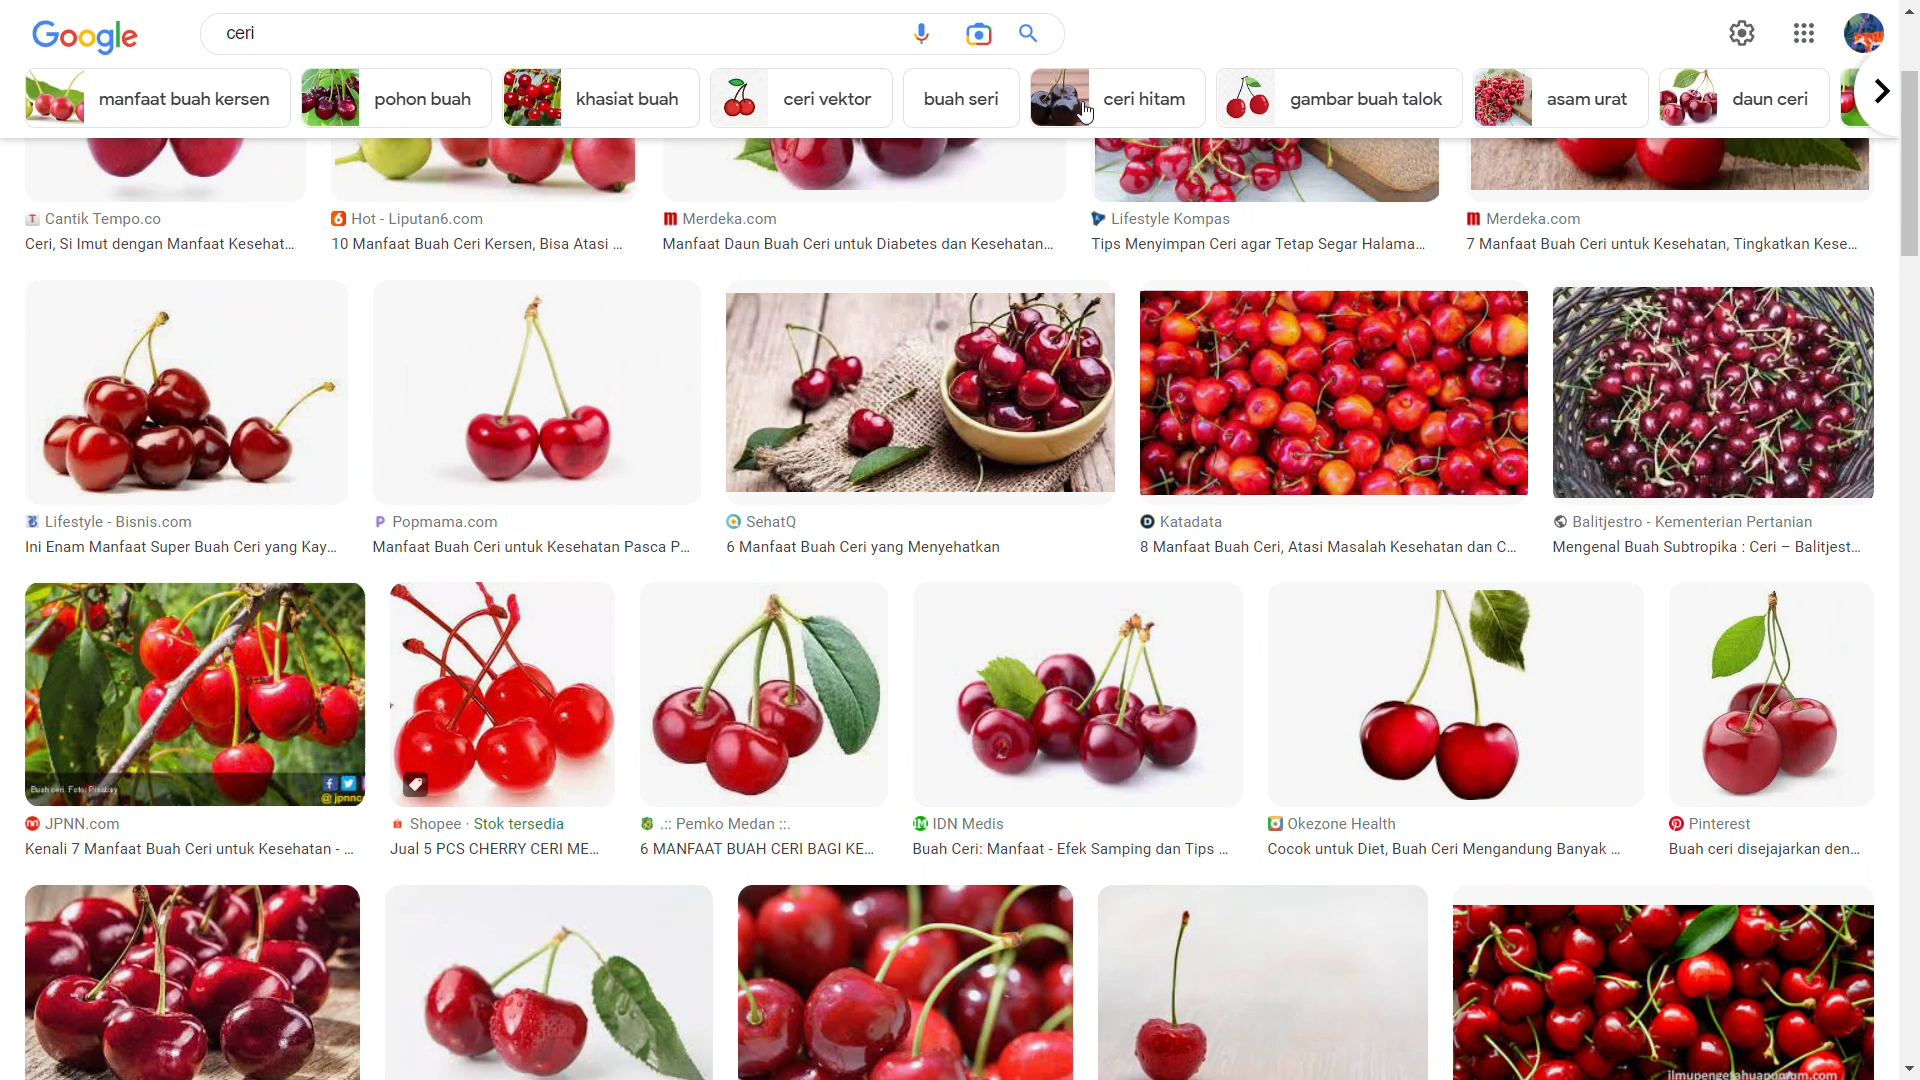 Google
ceri
manfaat buah kersen
pohon buah
khasiat buah
ceri vektor
buah seri
ceri hitam
gambar buah talok
asam urat
daun ceri
Cantik Tempo.co
Ceri, Si Imut dengan Manfaat Kesehat...
Hot - Liputan6.com
10 Manfaat Buah Ceri Kersen, Bisa Atasi ...
Merdeka.com
Manfaat Daun Buah Ceri untuk Diabetes dan Kesehatan...
Lifestyle Kompas
Tips Menyimpan Ceri agar Tetap Segar Halama...
Merdeka.com
7 Manfaat Buah Ceri untuk Kesehatan, Tingkatkan Kese...
Lifestyle - Bisnis.com
Ini Enam Manfaat Super Buah Ceri yang Kay...
Popmama.com
Manfaat Buah Ceri untuk Kesehatan Pasca P...
SehatQ
6 Manfaat Buah Ceri yang Menyehatkan
Katadata
8 Manfaat Buah Ceri, Atasi Masalah Kesehatan dan C...
Balitjestro - Kementerian Pertanian
Mengenal Buah Subtropika : Ceri – Balitjest...
Buah ceri. Foto: Pixabay
@ jpnnc
JPNN.com
Kenali 7 Manfaat Buah Ceri untuk Kesehatan - ...
Shopee · Stok tersedia
Jual 5 PCS CHERRY CERI ME...
.:: Pemko Medan ::.
6 MANFAAT BUAH CERI BAGI KE...
IDN Medis
Buah Ceri: Manfaat - Efek Samping dan Tips ...
Okezone Health
Cocok untuk Diet, Buah Ceri Mengandung Banyak ...
Pinterest
Buah ceri disejajarkan den...
ilmupengetahuanumum.com